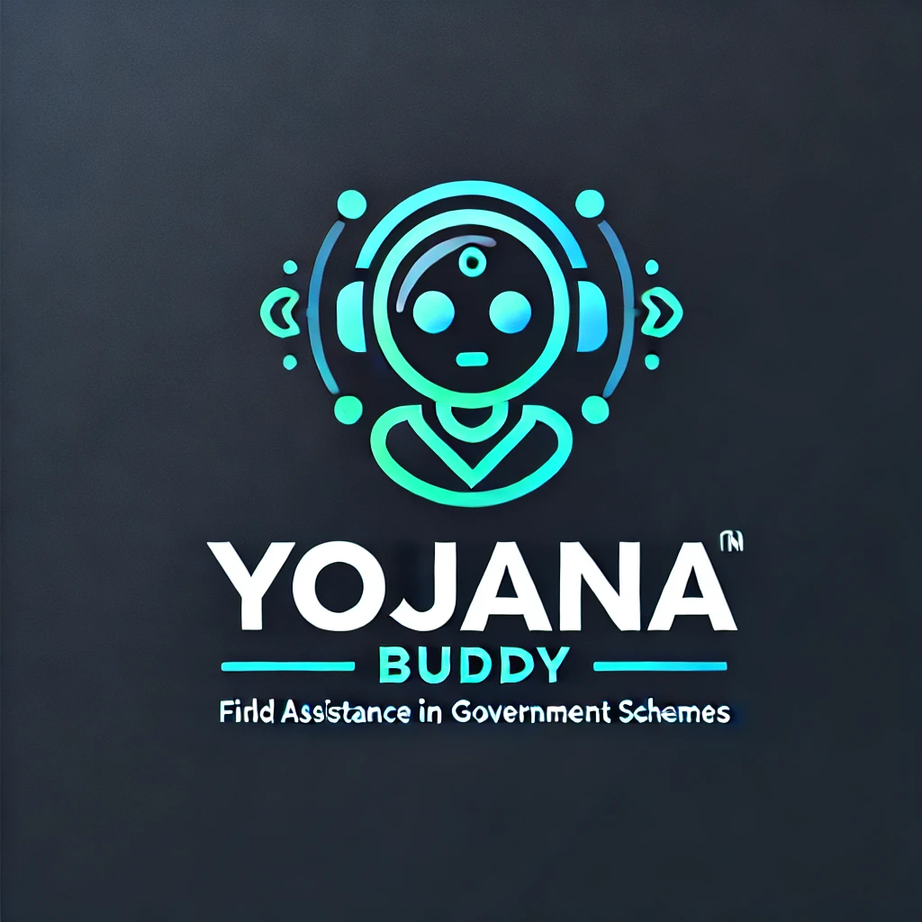 YOJANA
BUDDY
Firld Assistance in Government Schemes